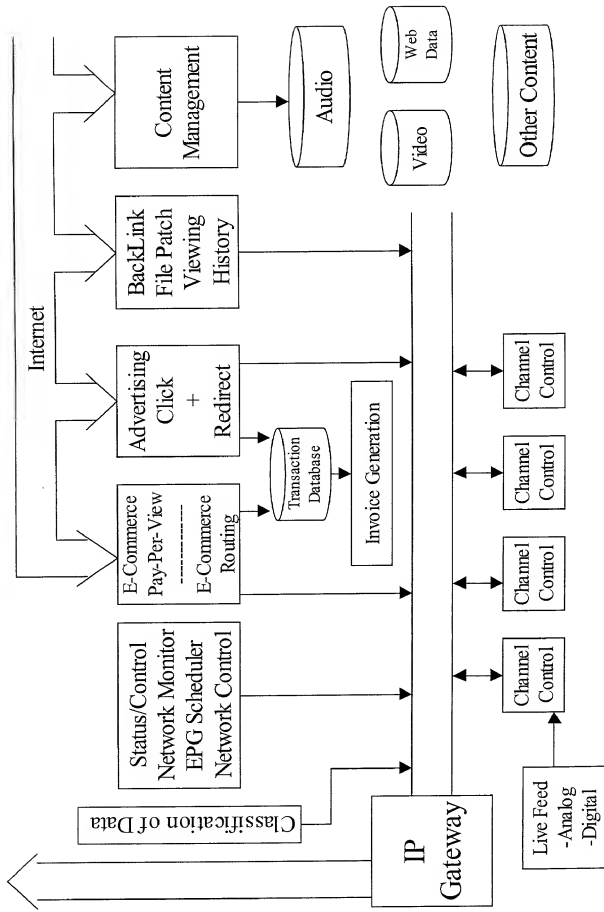 Internet
Content
Management
BackLink
File Patch
Viewing
History
Advertising
Click
+
Redirect
E-Commerce
Pay-Per-View
-----------
E-Commerce
Routing
Status/Control
Network Monitor
EPG Scheduler
Network Control
Classification of Data
Audio
Web
Data
Video
Other Content
Transaction
Database
Invoice Generation
IP
Gateway
Channel
Control
Channel
Control
Channel
Control
Channel
Control
Live Feed
-Analog
-Digital